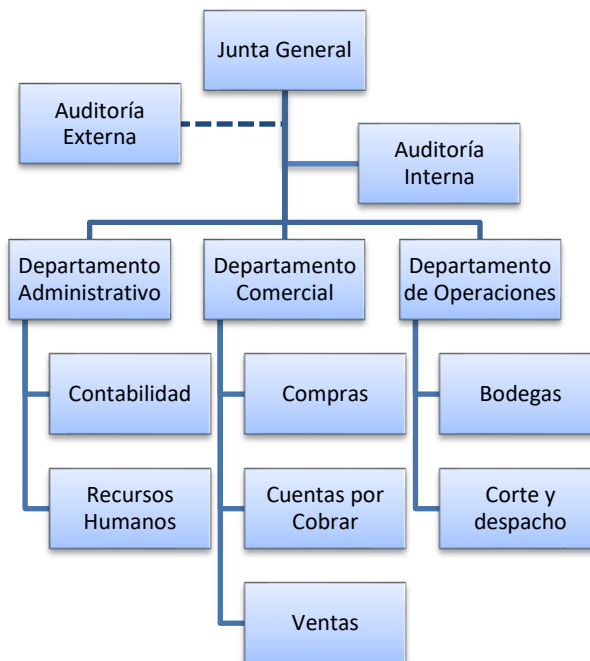 Junta General
Auditoría
Externa
Auditoría
Interna
Departamento
Administrativo
Departamento
Comercial
Departamento
de Operaciones
Contabilidad
Compras
Bodegas
Recursos
Humanos
Cuentas por
Cobrar
Corte y
despacho
Ventas